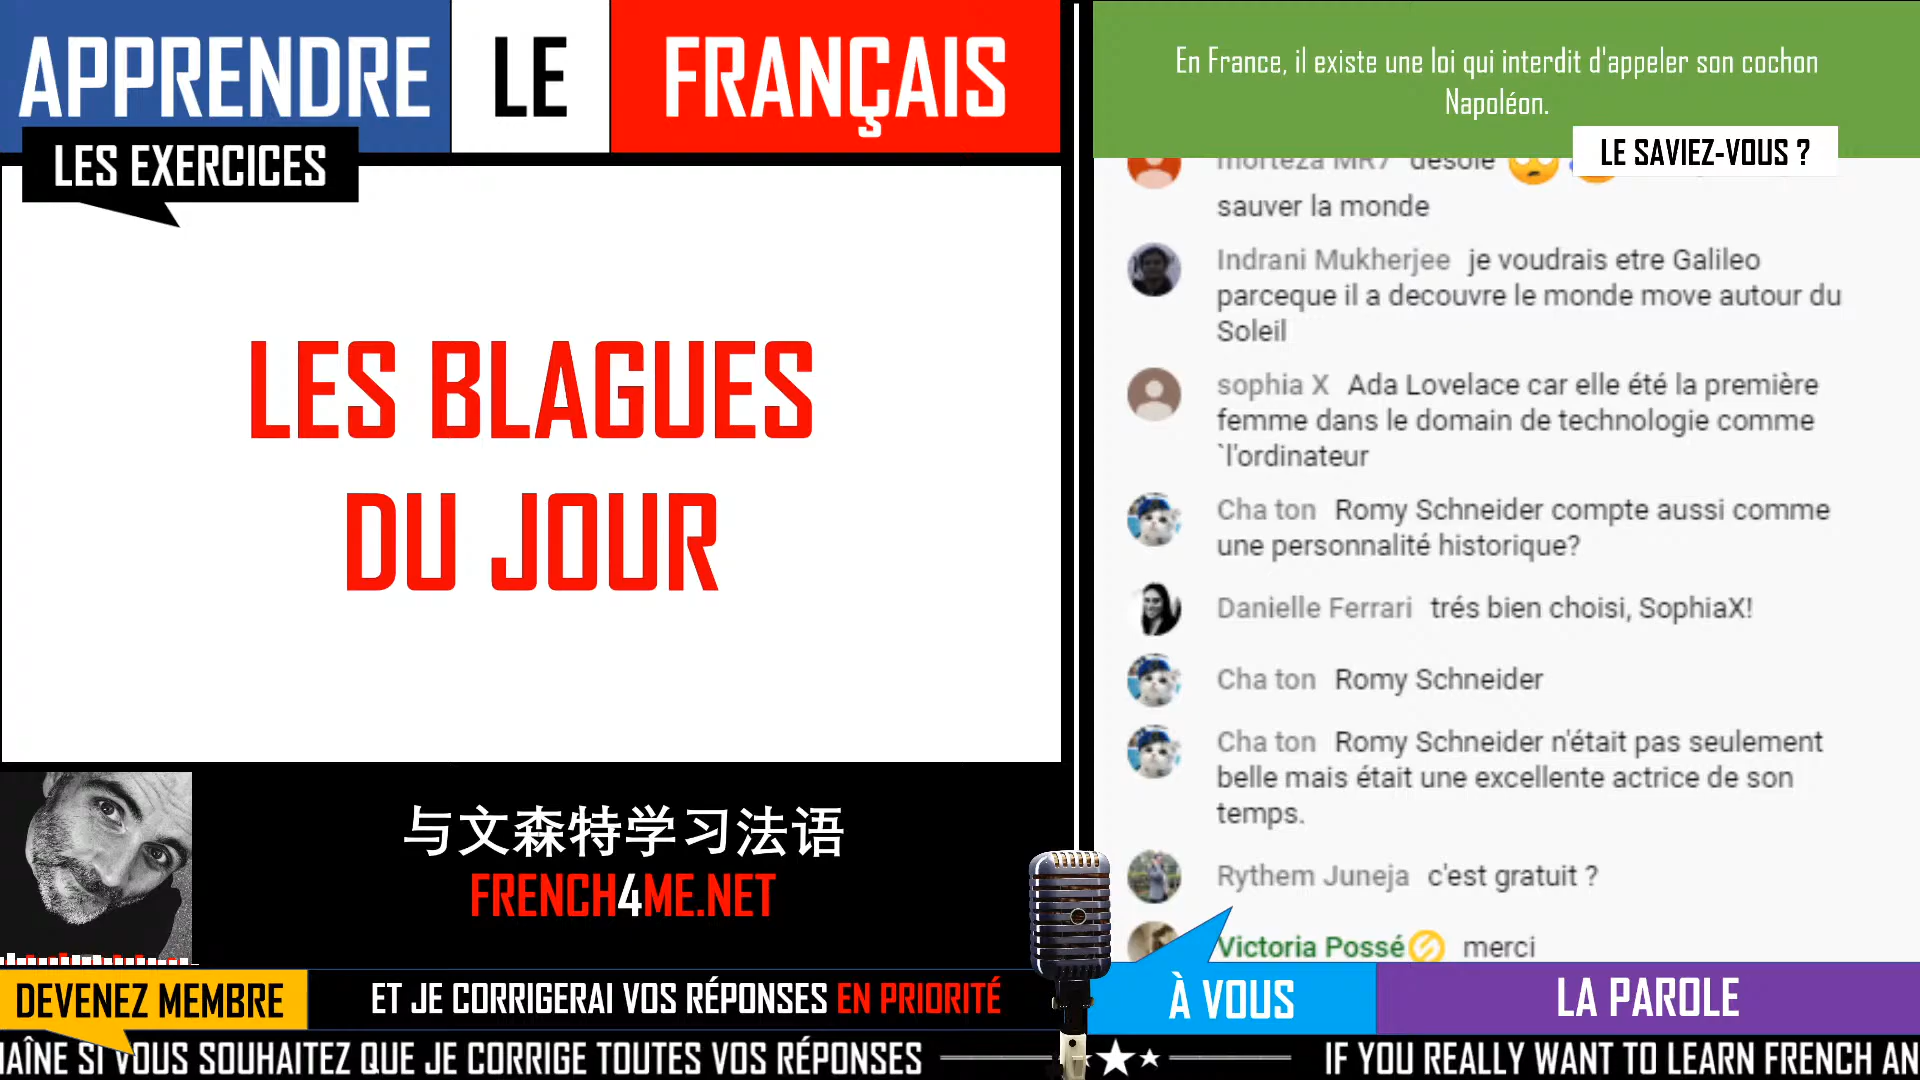 APPRENDRE LE FRANÇAIS
LES EXERCICES
LES BLAGUES
DU JOUR
与文森特学习法语
FRENCH4ME.NET
En France, il existe une loi qui interdit d'appeler son cochon
Napoléon.
LE SAVIEZ-VOUS ?
morteza MR7 désolé
sauver la monde
Indrani Mukherjee je voudrais etre Galileo
parceque il a decouvre le monde move autour du
Soleil
sophia X Ada Lovelace car elle été la première
femme dans le domain de technologie comme
`l'ordinateur
Cha ton Romy Schneider compte aussi comme
une personnalité historique?
Danielle Ferrari trés bien choisi, SophiaX!
Cha ton Romy Schneider
Cha ton Romy Schneider n'était pas seulement
belle mais était une excellente actrice de son
temps.
Rythem Juneja c'est gratuit ?
Victoria Possé merci
DEVENEZ MEMBRE
ET JE CORRIGERAI VOS RÉPONSES EN PRIORITÉ
À VOUS
LA PAROLE
AÎNE SI VOUS SOUHAITEZ QUE JE CORRIGE TOUTES VOS RÉPONSES
IF YOU REALLY WANT TO LEARN FRENCH AN